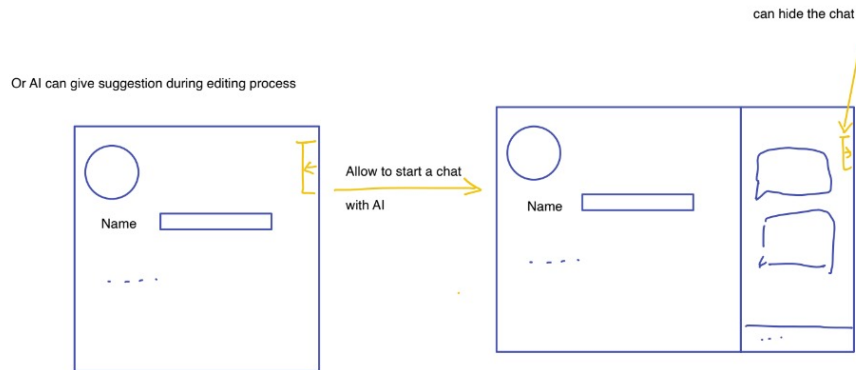 can hide the chat
Or AI can give suggestion during editing process
Allow to start a chat
with AI
Name
Name